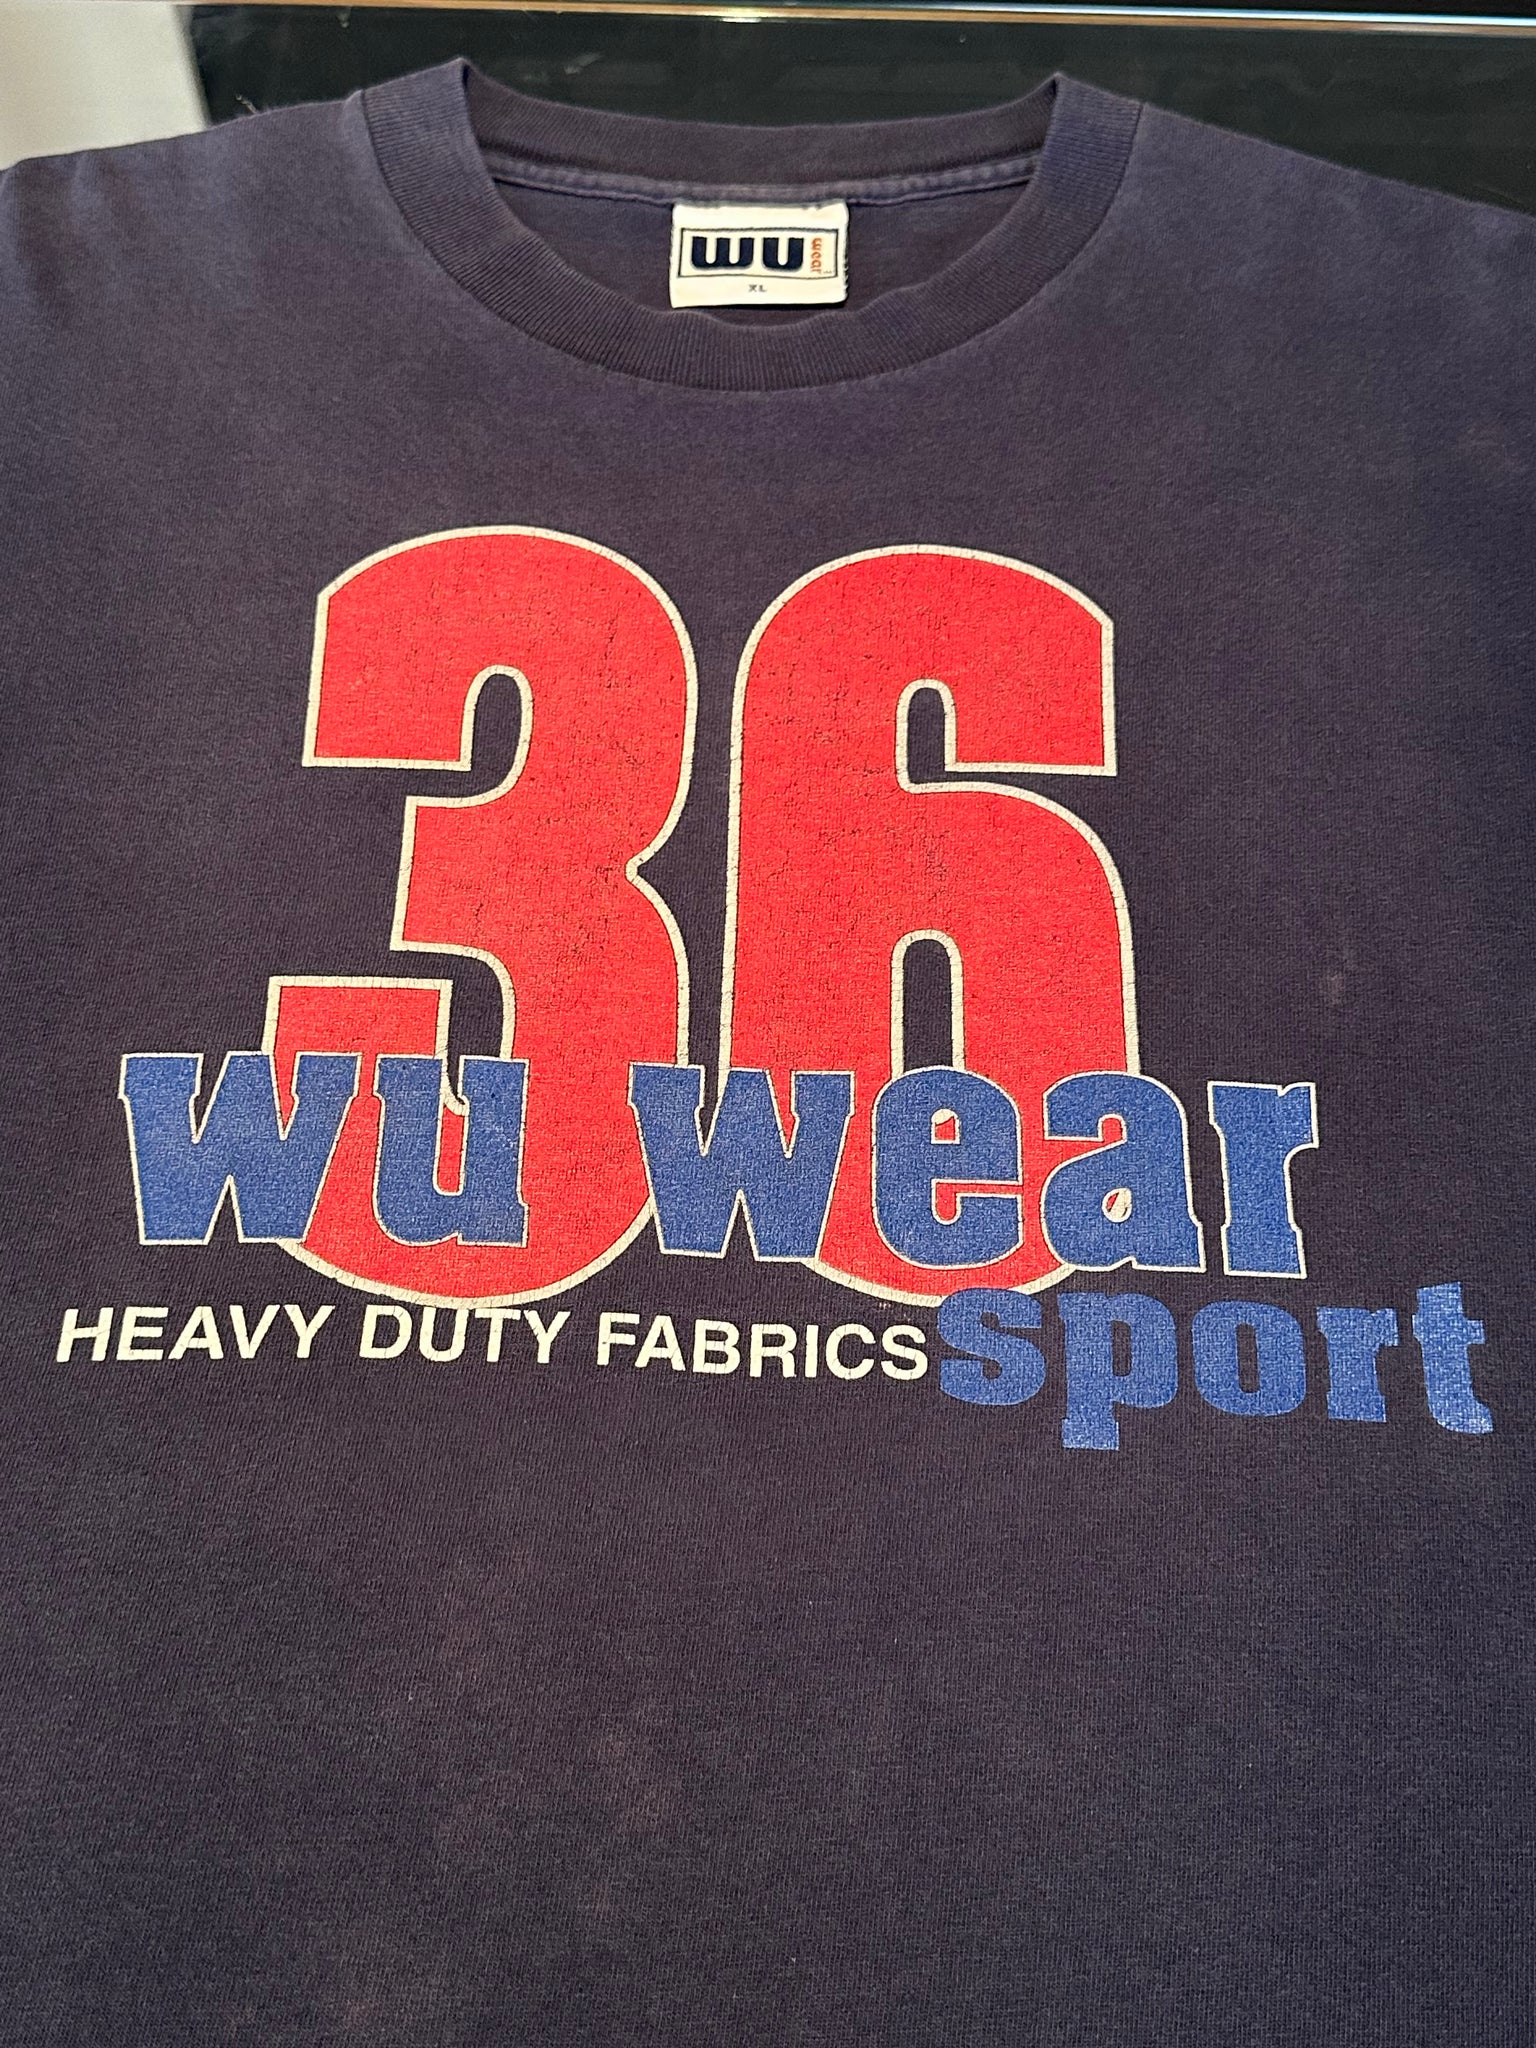 WU wear
XL
36
wu wear
HEAVY DUTY FABRICS sport